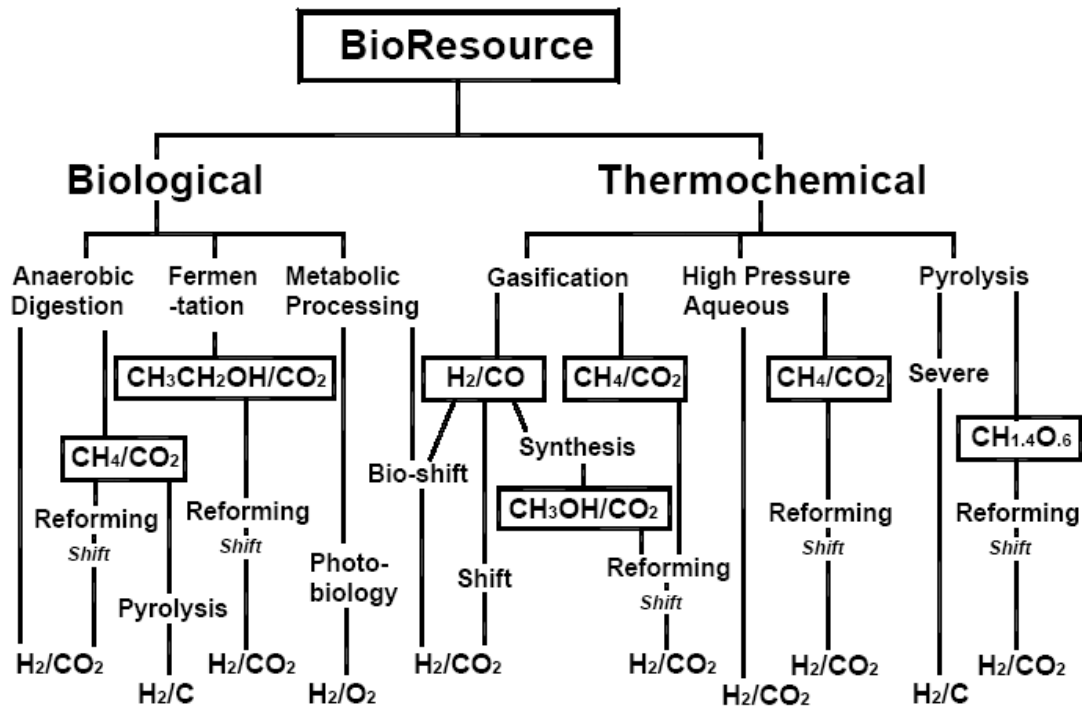 BioResource
Biological
Thermochemical
Anaerobic
Digestion
Fermen
-tation
Metabolic
Processing
Gasification
High Pressure
Aqueous
Pyrolysis
CH₃CH₂OH/CO₂
H₂/CO
CH₄/CO₂
CH₄/CO₂
Severe
CH₁.₄O.₆
CH₄/CO₂
Bio-shift
Synthesis
CH₃OH/CO₂
Reforming
Shift
Reforming
Shift
Photo-
biology
Shift
Reforming
Shift
Reforming
Shift
Reforming
Shift
Pyrolysis
H₂/CO₂
H₂/C
H₂/CO₂
H₂/O₂
H₂/CO₂
H₂/CO₂
H₂/CO₂
H₂/CO₂
H₂/C
H₂/CO₂